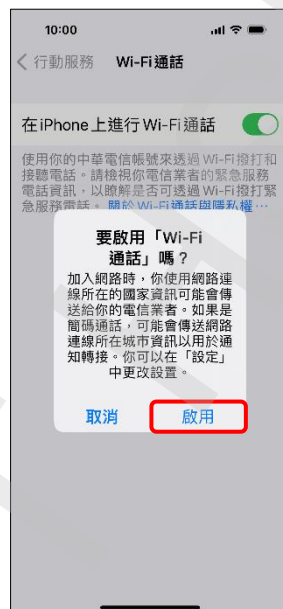 10:00
行動服務 Wi-Fi通話
在iPhone上進行Wi-Fi通話
使用你的中華電信帳號來透過 Wi-Fi撥打和
接聽電話。請檢視你電信業者的緊急服務
電話資訊,以瞭解是否可透過Wi-Fi撥打緊
急服務電話。關於 Wi-Fi通話與隱私權…
要啟用「Wi-Fi
通話」嗎?
加入網路時,你使用網路連
線所在的國家資訊可能會傳
送給你的電信業者。如果是
簡碼通話,可能會傳送網路
連線所在城市資訊以用於通
知轉接。你可以在「設定」
中更改設置。
取消 啟用